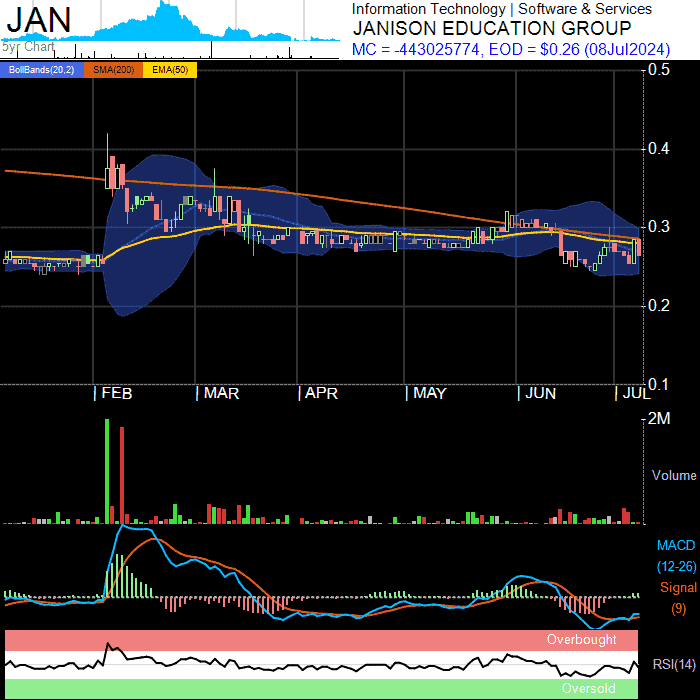 JAN
5yr Chart
Information Technology | Software & Services
JANISON EDUCATION GROUP
MC = -443025774, EOD = $0.26 (08Jul2024)
BollBands(20,2) SMA(200) EMA(50)
0.5
0.4
0.3
0.2
0.1
| FEB | MAR | APR | MAY | JUN | JUL
2M
Volume
MACD
(12-26)
Signal
(9)
Overbought
RSI(14)
Oversold